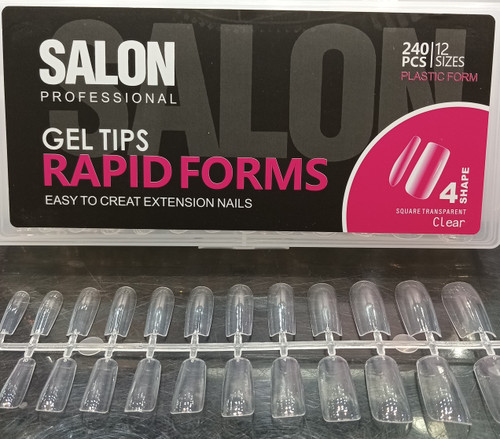 SALON
SALON
PROFESSIONAL
240 PCS | 12 SIZES
PLASTIC FORM
GEL TIPS
RAPID FORMS
EASY TO CREAT EXTENSION NAILS
4 SHAPE
SQUARE TRANSPARENT
Clear